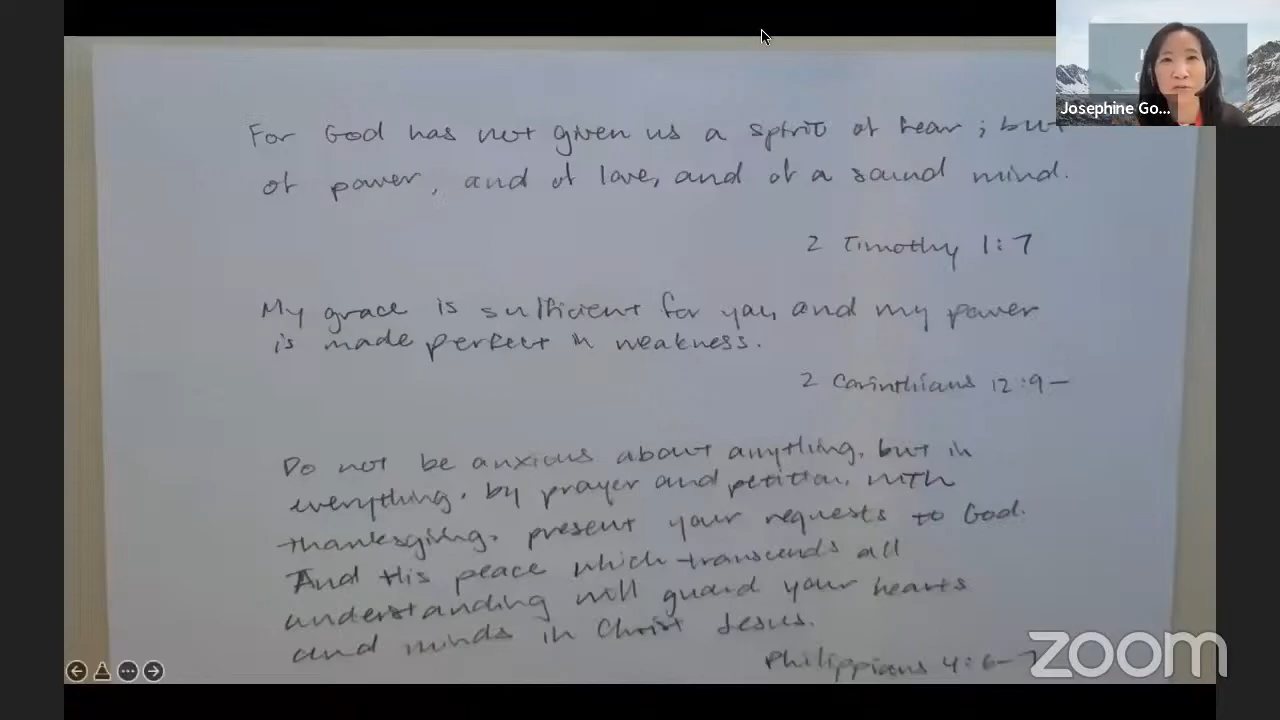 For God has not given us a spirit of fear; but
of power, and of love, and of a sound mind.
2 Timothy 1:7
My grace is sufficient for you, and my power
is made perfect in weakness.
2 Corinthians 12:9-
Do not be anxious about anything, but in
everything, by prayer and petition, with
thanksgiving, present your requests to God.
And His peace which transcends all
understanding will guard your hearts
and minds in Christ Jesus.
Philippians 4:6-7
Josephine Go...
zoom